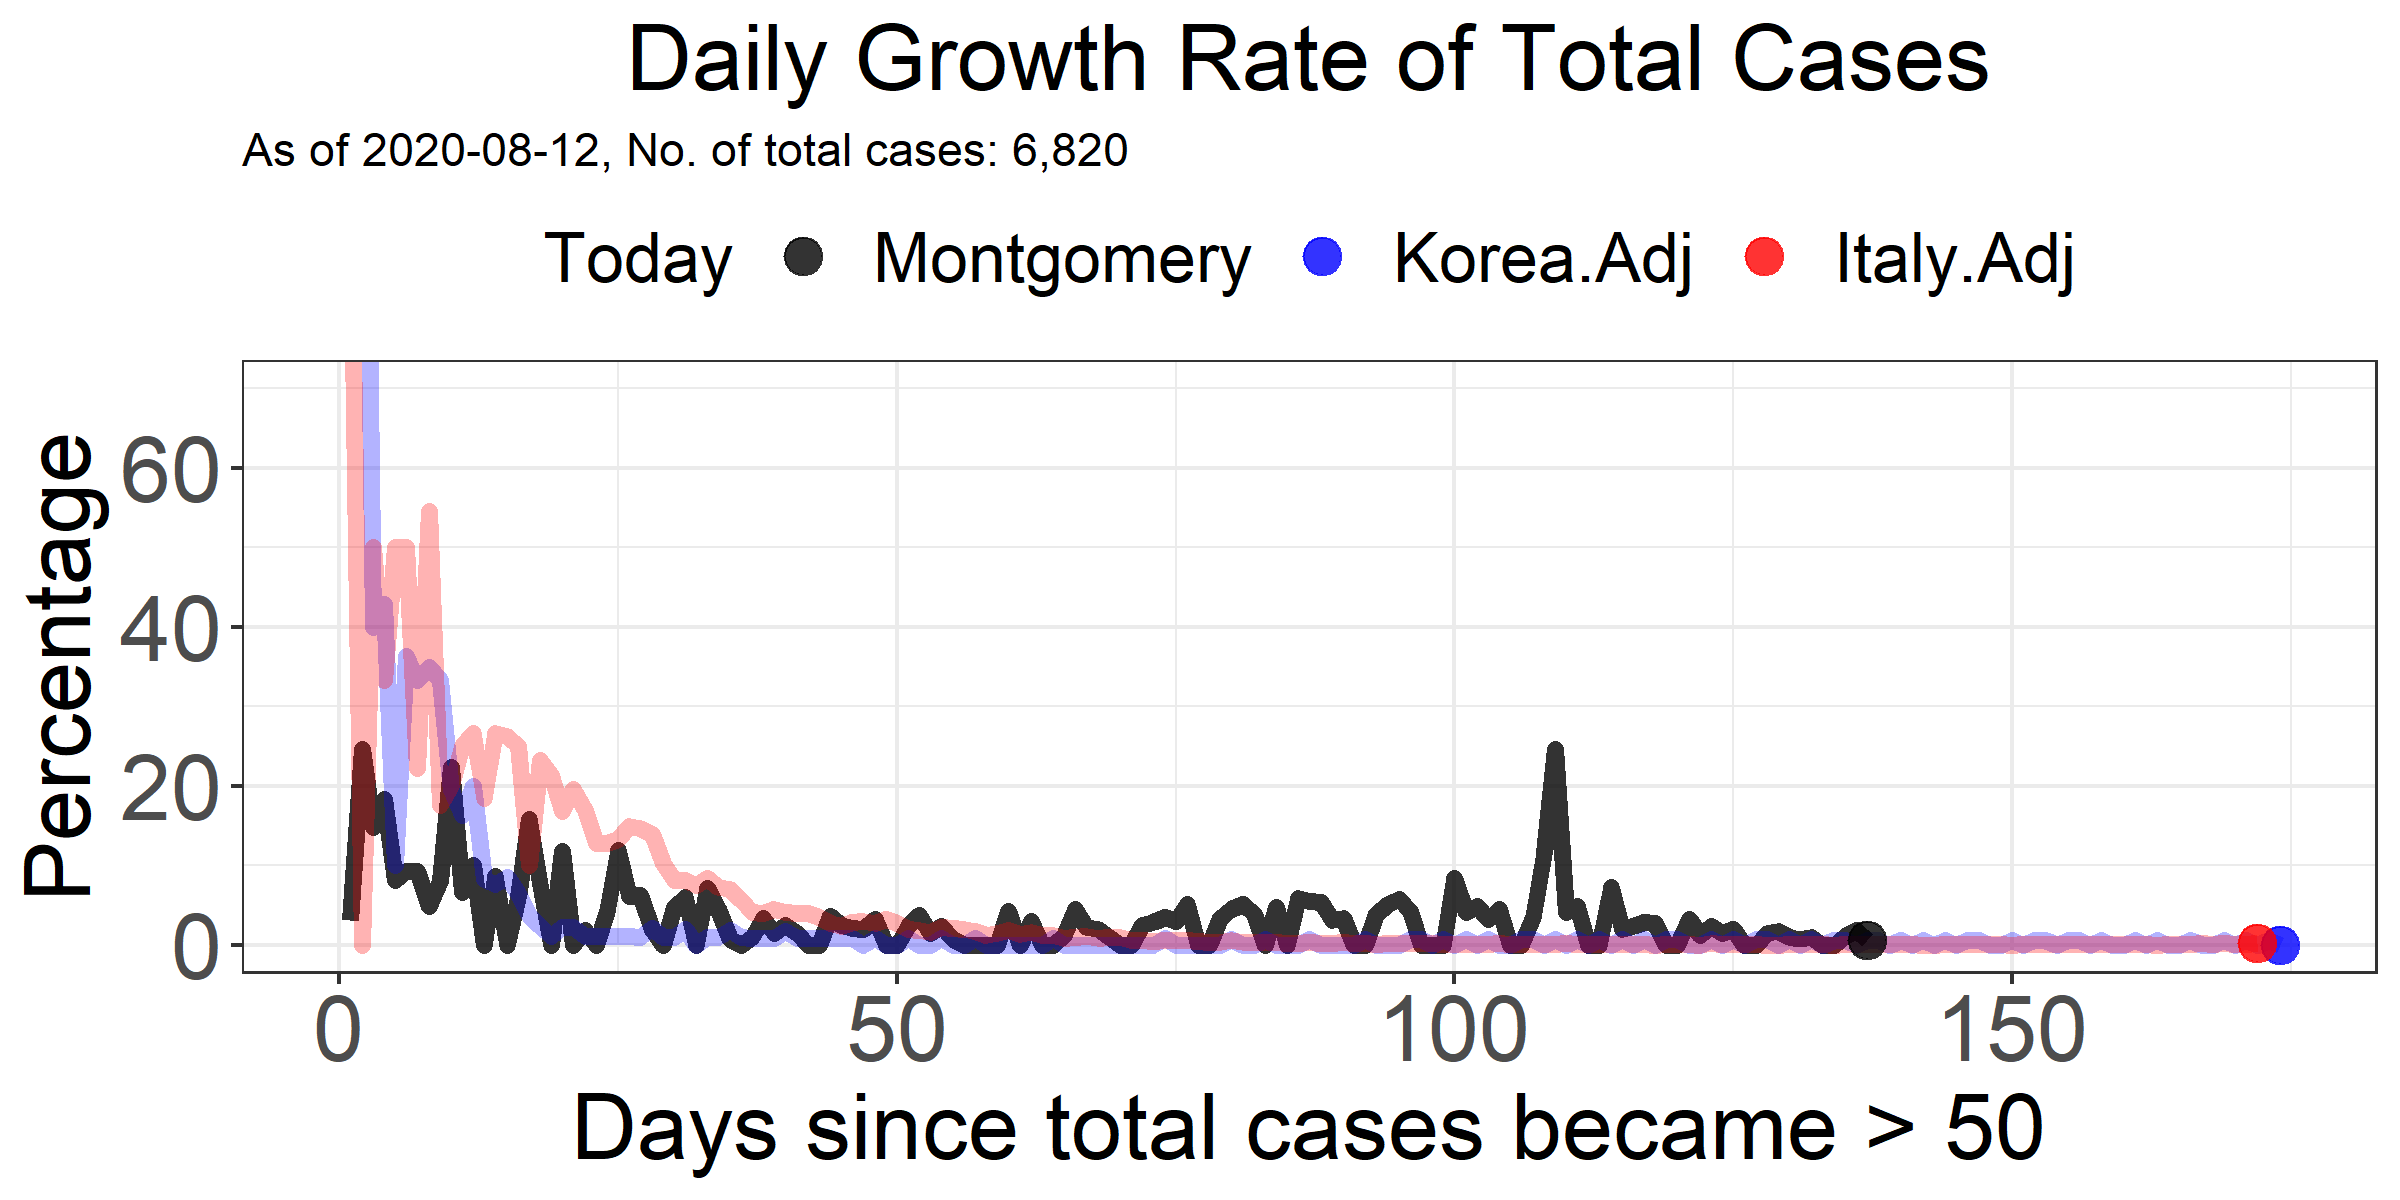 Daily Growth Rate of Total Cases
As of 2020-08-12, No. of total cases: 6,820
Today Montgomery Korea.Adj Italy.Adj
Percentage
60
40
20
0
0 50 100 150
Days since total cases became > 50